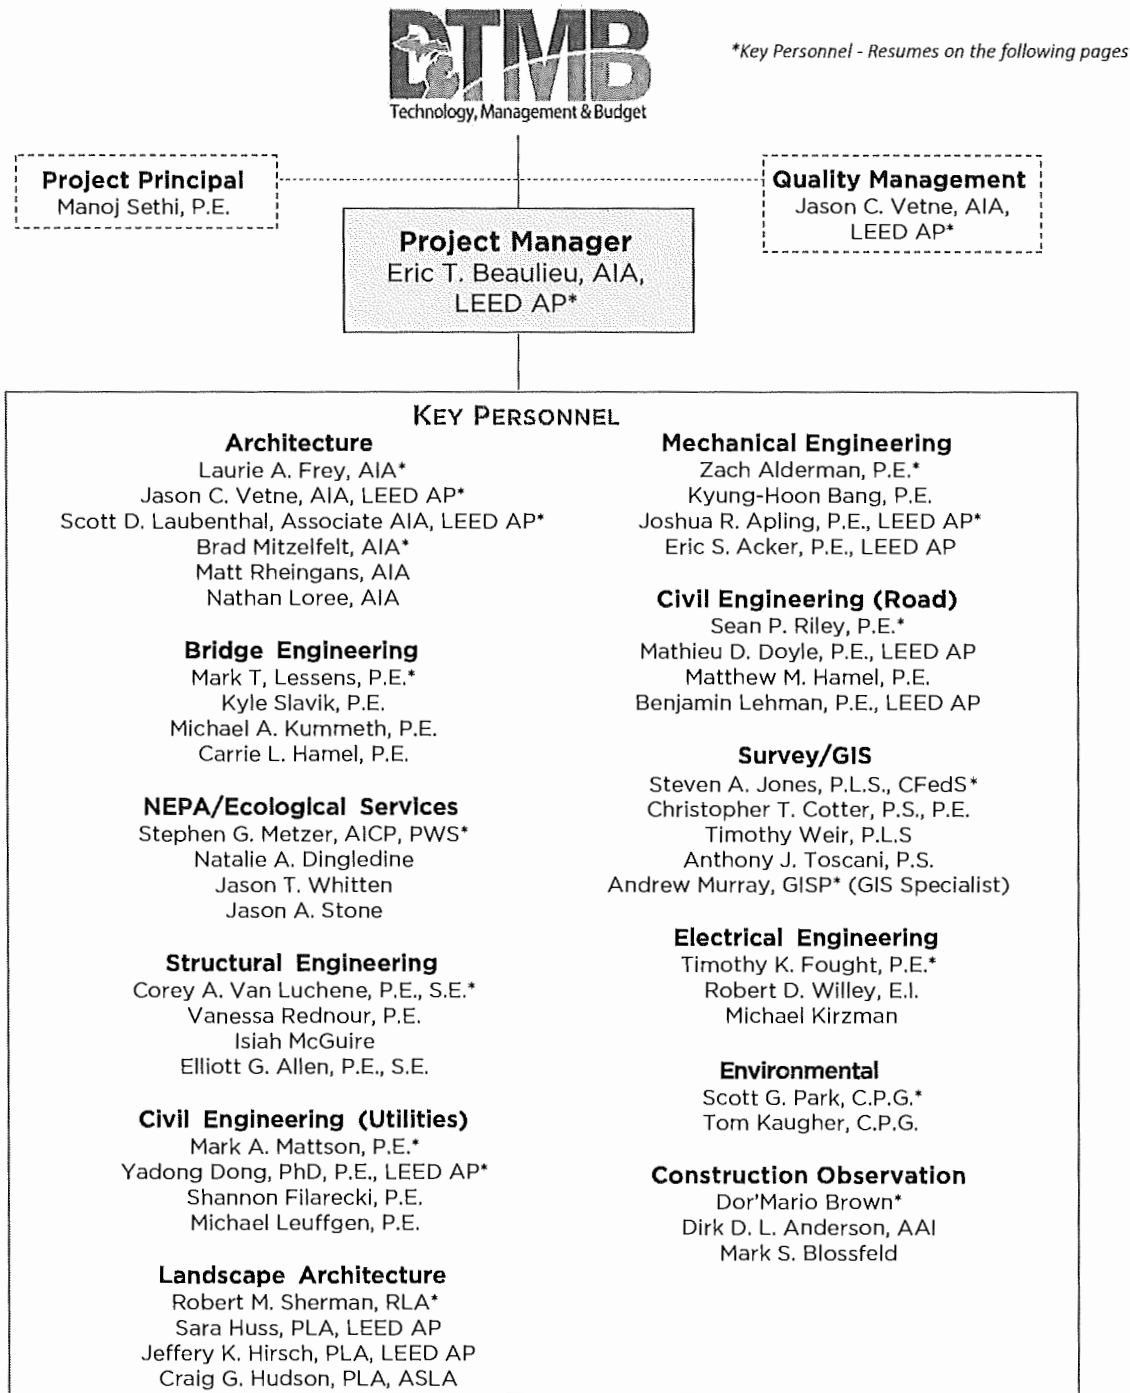 DTMB
Technology, Management & Budget
*Key Personnel - Resumes on the following pages
Project Principal
Manoj Sethi, P.E.
Quality Management
Jason C. Vetne, AIA,
LEED AP*
Project Manager
Eric T. Beaulieu, AIA,
LEED AP*
KEY PERSONNEL
Architecture
Laurie A. Frey, AIA*
Jason C. Vetne, AIA, LEED AP*
Scott D. Laubenthal, Associate AIA, LEED AP*
Brad Mitzelfelt, AIA*
Matt Rheingans, AIA
Nathan Loree, AIA
Bridge Engineering
Mark T, Lessens, P.E.*
Kyle Slavik, P.E.
Michael A. Kummeth, P.E.
Carrie L. Hamel, P.E.
NEPA/Ecological Services
Stephen G. Metzer, AICP, PWS*
Natalie A. Dingledine
Jason T. Whitten
Jason A. Stone
Structural Engineering
Corey A. Van Luchene, P.E., S.E.*
Vanessa Rednour, P.E.
Isiah McGuire
Elliott G. Allen, P.E., S.E.
Civil Engineering (Utilities)
Mark A. Mattson, P.E.*
Yadong Dong, PhD, P.E., LEED AP*
Shannon Filarecki, P.E.
Michael Leuffgen, P.E.
Landscape Architecture
Robert M. Sherman, RLA*
Sara Huss, PLA, LEED AP
Jeffery K. Hirsch, PLA, LEED AP
Craig G. Hudson, PLA, ASLA
Mechanical Engineering
Zach Alderman, P.E.*
Kyung-Hoon Bang, P.E.
Joshua R. Apling, P.E., LEED AP*
Eric S. Acker, P.E., LEED AP
Civil Engineering (Road)
Sean P. Riley, P.E.*
Mathieu D. Doyle, P.E., LEED AP
Matthew M. Hamel, P.E.
Benjamin Lehman, P.E., LEED AP
Survey/GIS
Steven A. Jones, P.L.S., CFedS*
Christopher T. Cotter, P.S., P.E.
Timothy Weir, P.L.S
Anthony J. Toscani, P.S.
Andrew Murray, GISP* (GIS Specialist)
Electrical Engineering
Timothy K. Fought, P.E.*
Robert D. Willey, E.I.
Michael Kirzman
Environmental
Scott G. Park, C.P.G.*
Tom Kaugher, C.P.G.
Construction Observation
Dor'Mario Brown*
Dirk D. L. Anderson, AAI
Mark S. Blossfeld